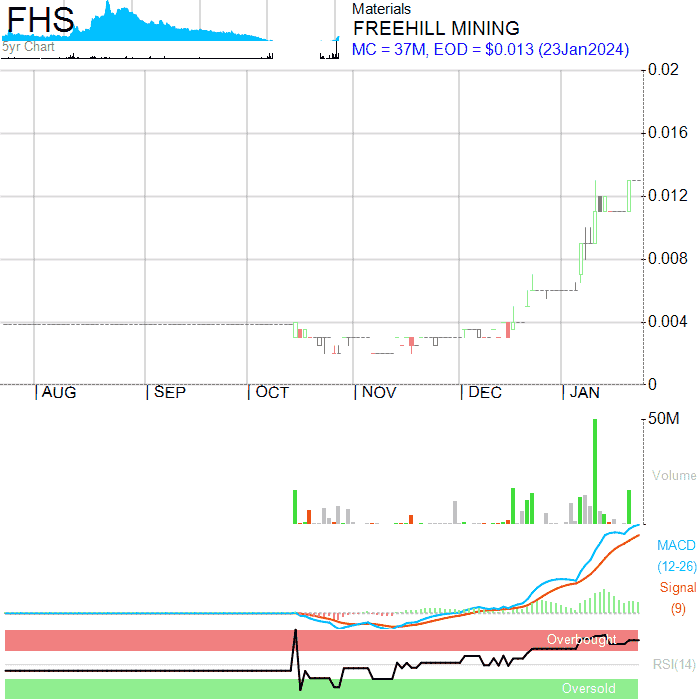 FHS
5yr Chart
Materials
FREEHILL MINING
MC = 37M, EOD = $0.013 (23Jan2024)
0.02
0.016
0.012
0.008
0.004
0
AUG SEP OCT NOV DEC JAN
50M
Volume
MACD
(12-26)
Signal
(9)
Overbought
RSI(14)
Oversold